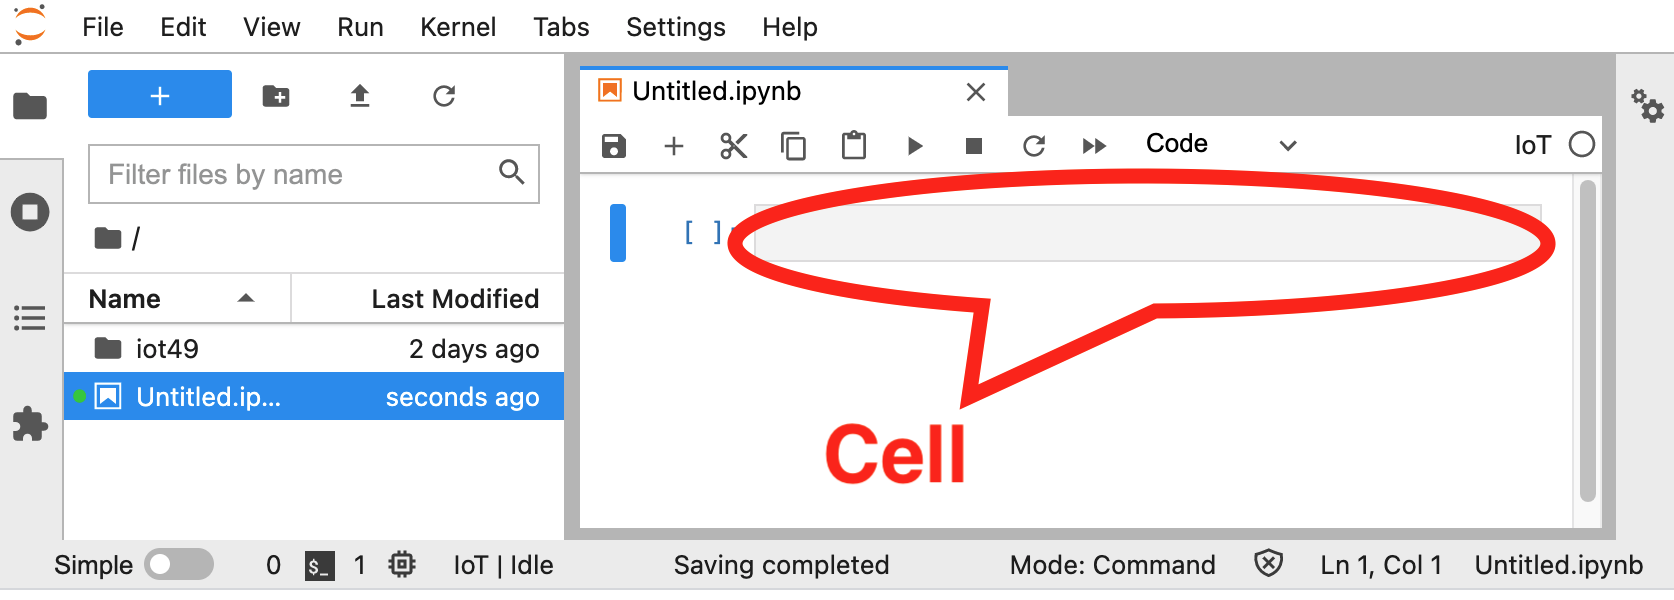 File Edit View Run Kernel Tabs Settings Help
+
Filter files by name
/
Name Last Modified
iot49 2 days ago
Untitled.ip... seconds ago
Untitled.ipynb
Code IoT
[ ]:
Cell
Simple 0 $_ 1 IoT | Idle Saving completed Mode: Command Ln 1, Col 1 Untitled.ipynb